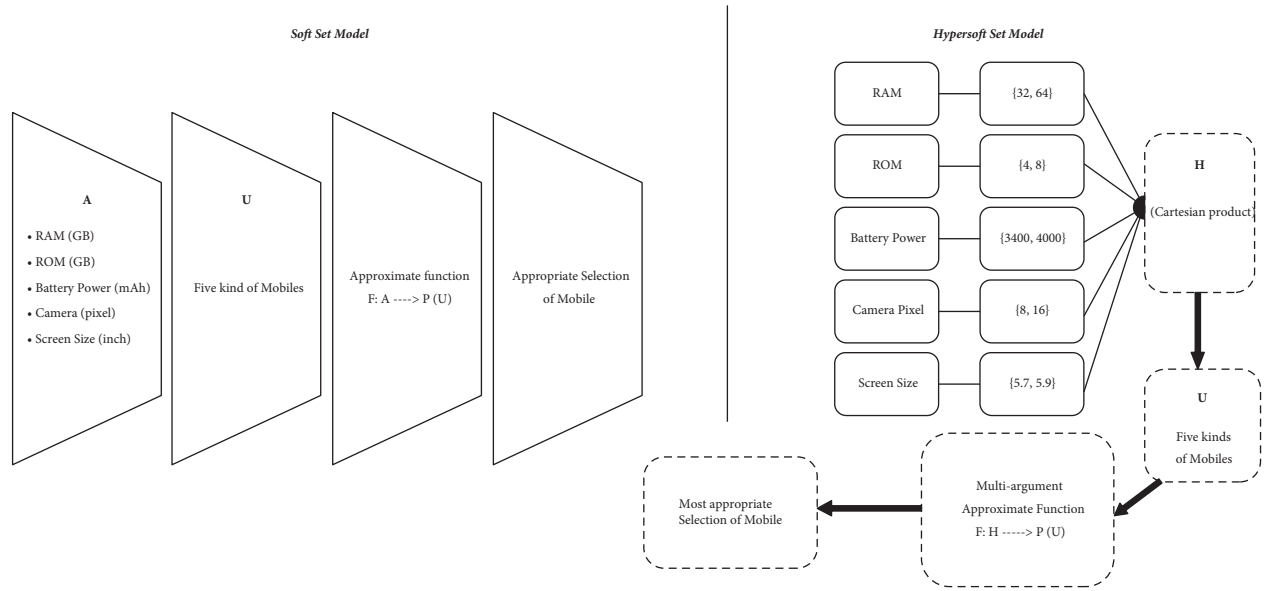 Soft Set Model
A
• RAM (GB)
• ROM (GB)
• Battery Power (mAh)
• Camera (pixel)
• Screen Size (inch)
U
Five kind of Mobiles
Approximate function
F: A ----> P (U)
Appropriate Selection
of Mobile
Hypersoft Set Model
RAM
{32, 64}
ROM
{4, 8}
Battery Power
{3400, 4000}
Camera Pixel
{8, 16}
Screen Size
{5.7, 5.9}
H
(Cartesian product)
U
Five kinds
of Mobiles
Multi-argument
Approximate Function
F: H -----> P (U)
Most appropriate
Selection of Mobile